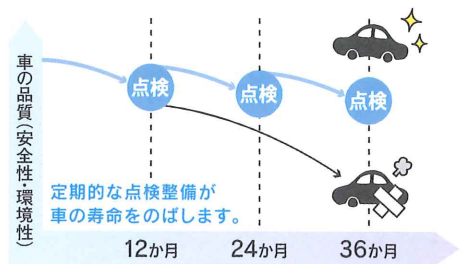 車の品質(安全性・環境性)
点検
点検
点検
定期的な点検整備が
車の寿命をのばします。
12か月
24か月
36か月